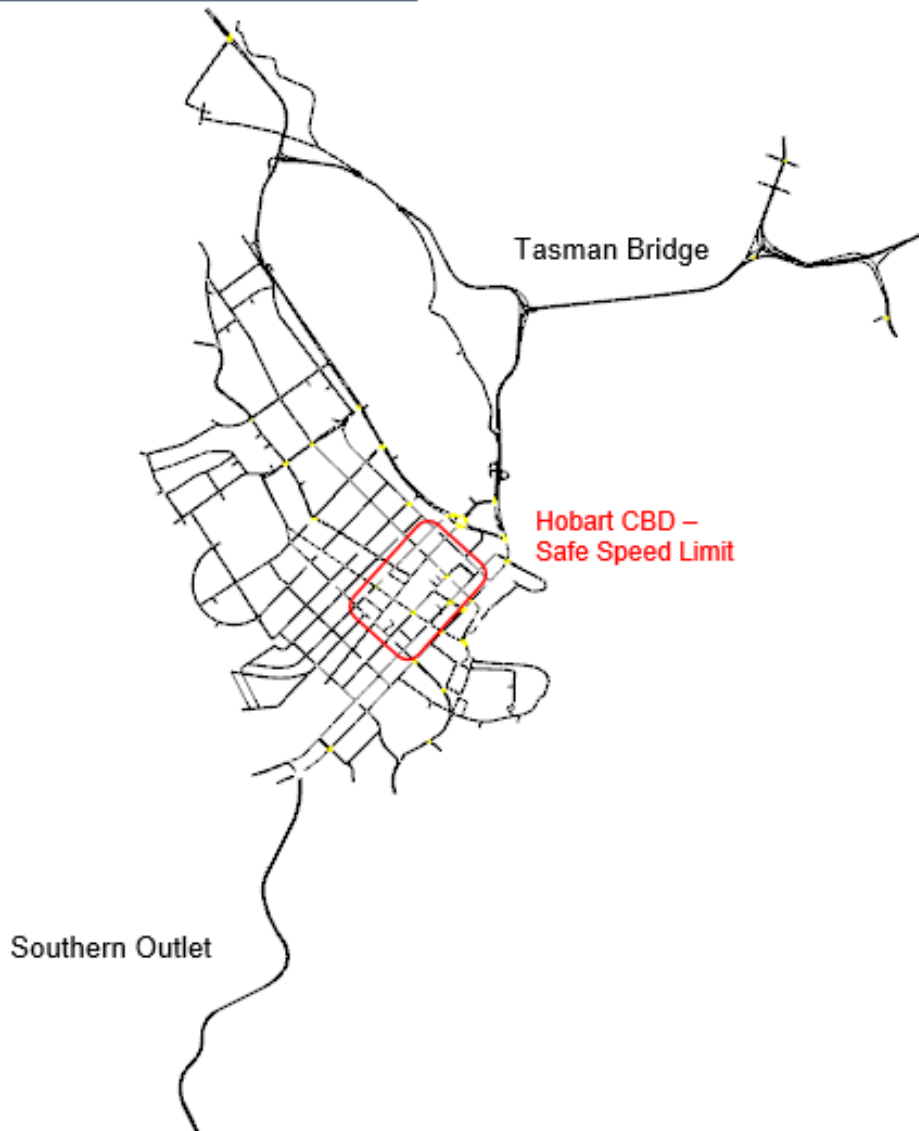 Tasman Bridge
Hobart CBD –
Safe Speed Limit
Southern Outlet